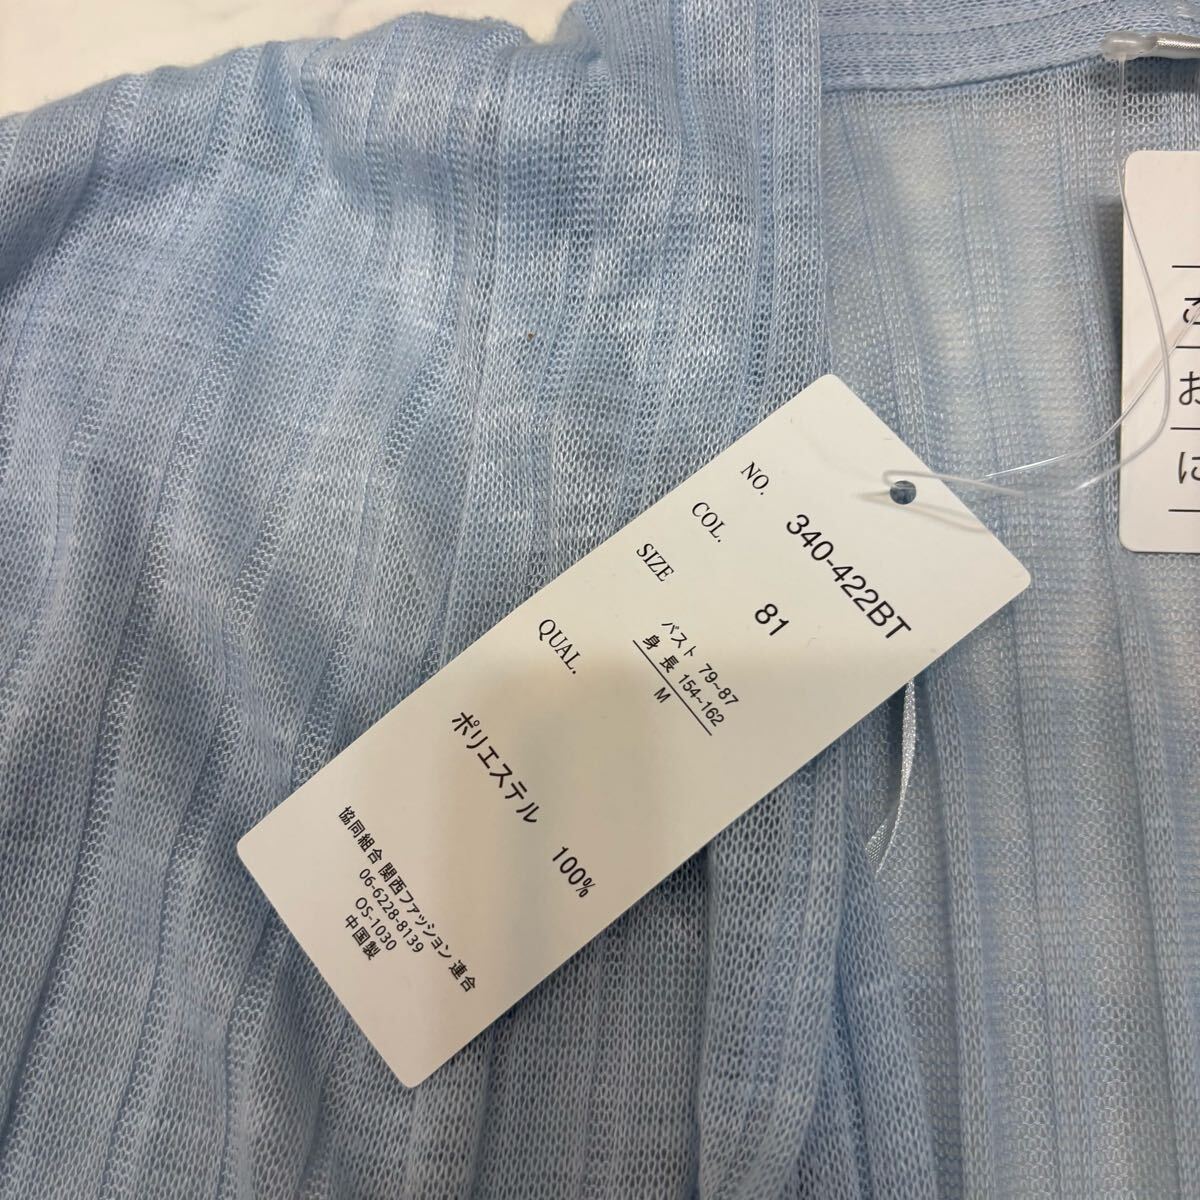 NO. 340-422BT
COL. 81
SIZE バスト 79~87
身長 154~162
M
QUAL.
ポリエステル 100%
協同組合 関西ファッション 連合
06-6228-8139
OS-1030
中国製
お
に